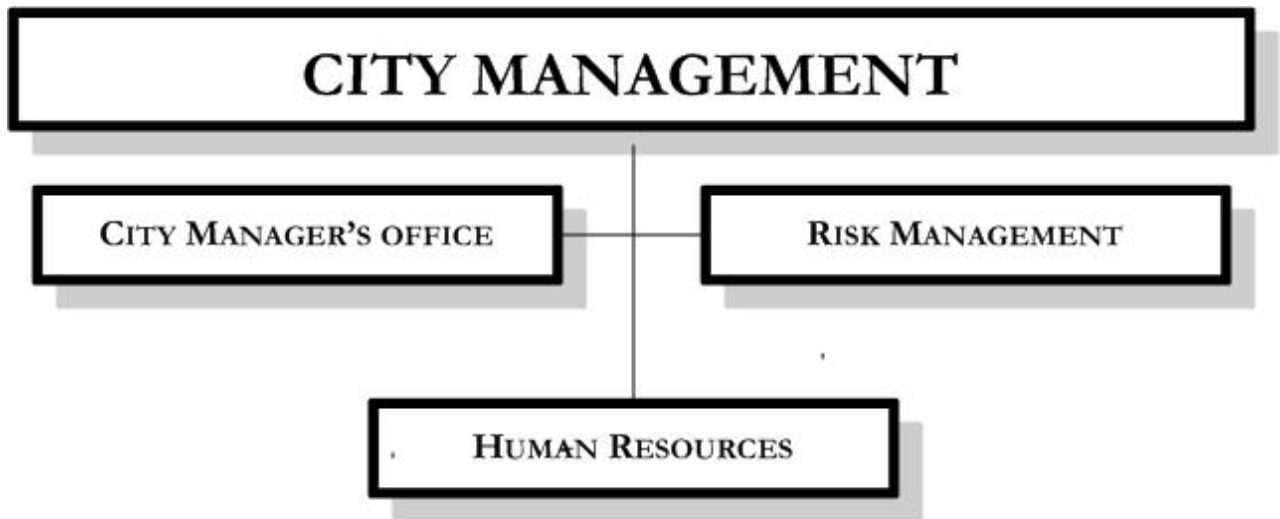 CITY MANAGEMENT
CITY MANAGER'S OFFICE
RISK MANAGEMENT
HUMAN RESOURCES